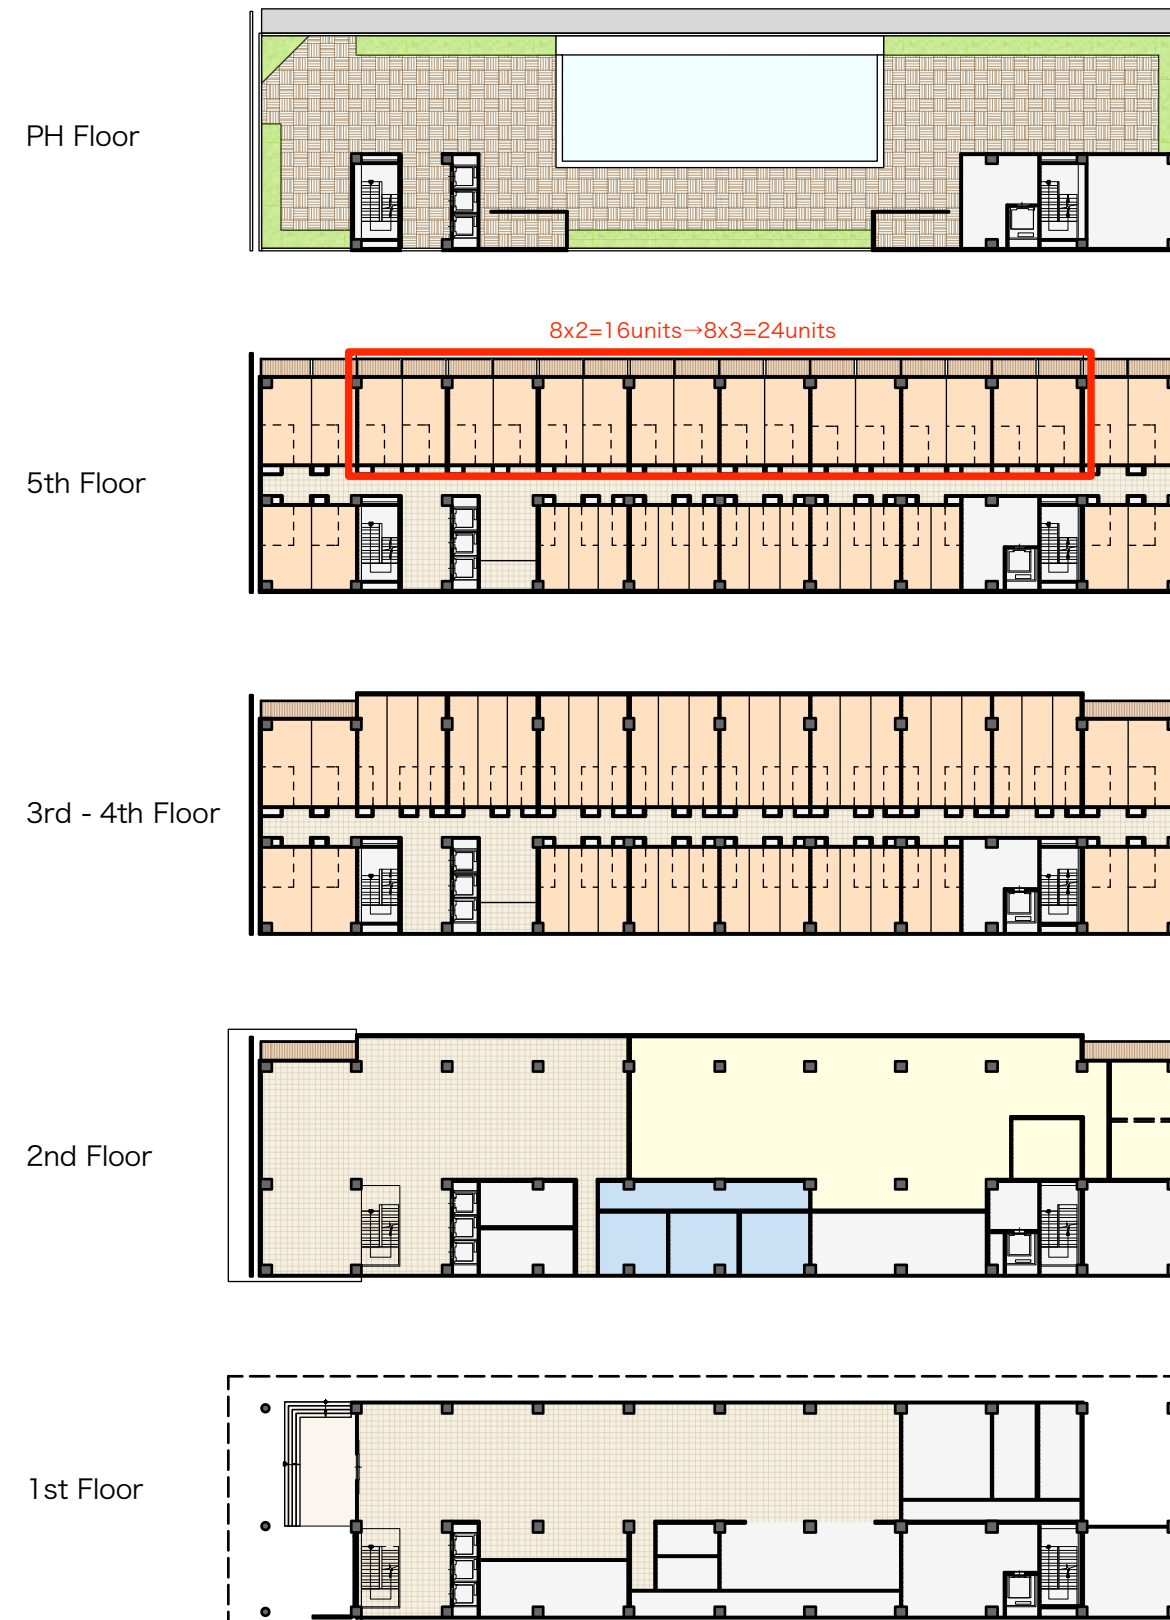 PH Floor
8x2=16units→8x3=24units
5th Floor
3rd - 4th Floor
2nd Floor
1st Floor